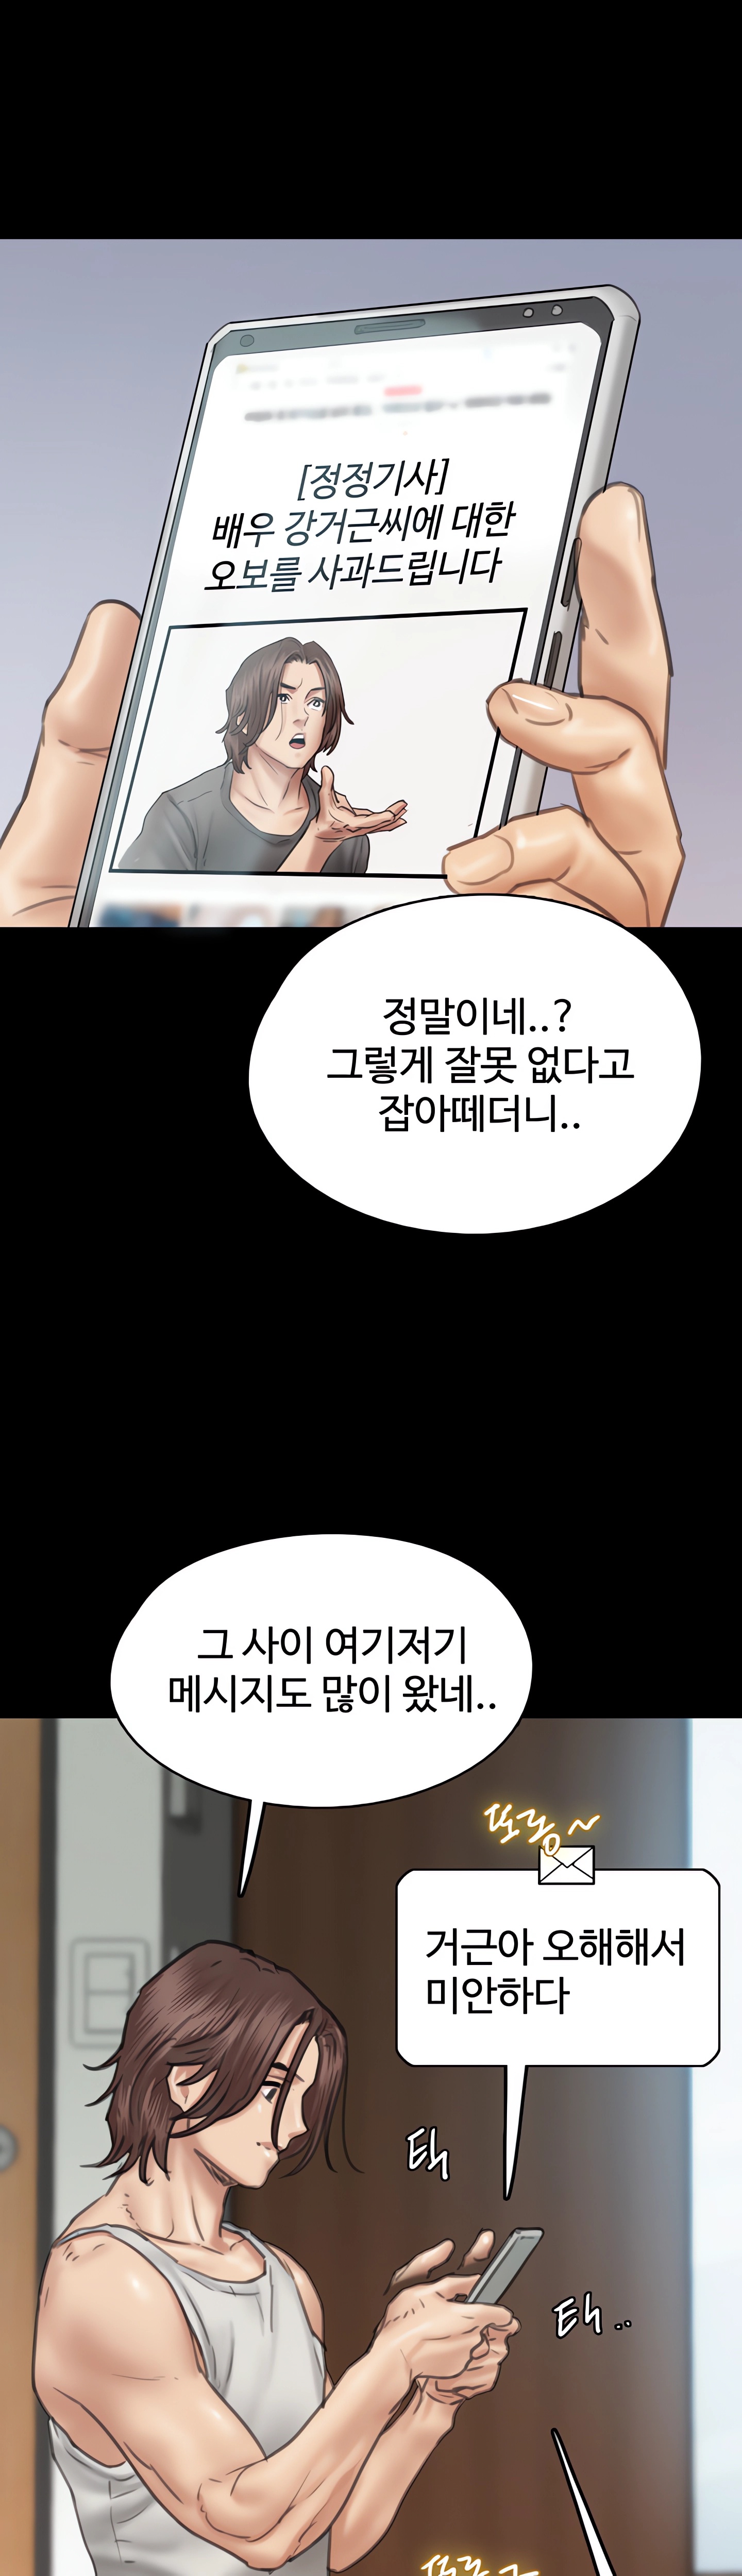 [정정기사]
배우 강거근씨에 대한
오보를 사과드립니다
정말이네..?
그렇게 잘못 없다고
잡아떼더니..
그 사이 여기저기
메시지도 많이 왔네..
또롱~
거근아 오해해서
미안하다
타
타..